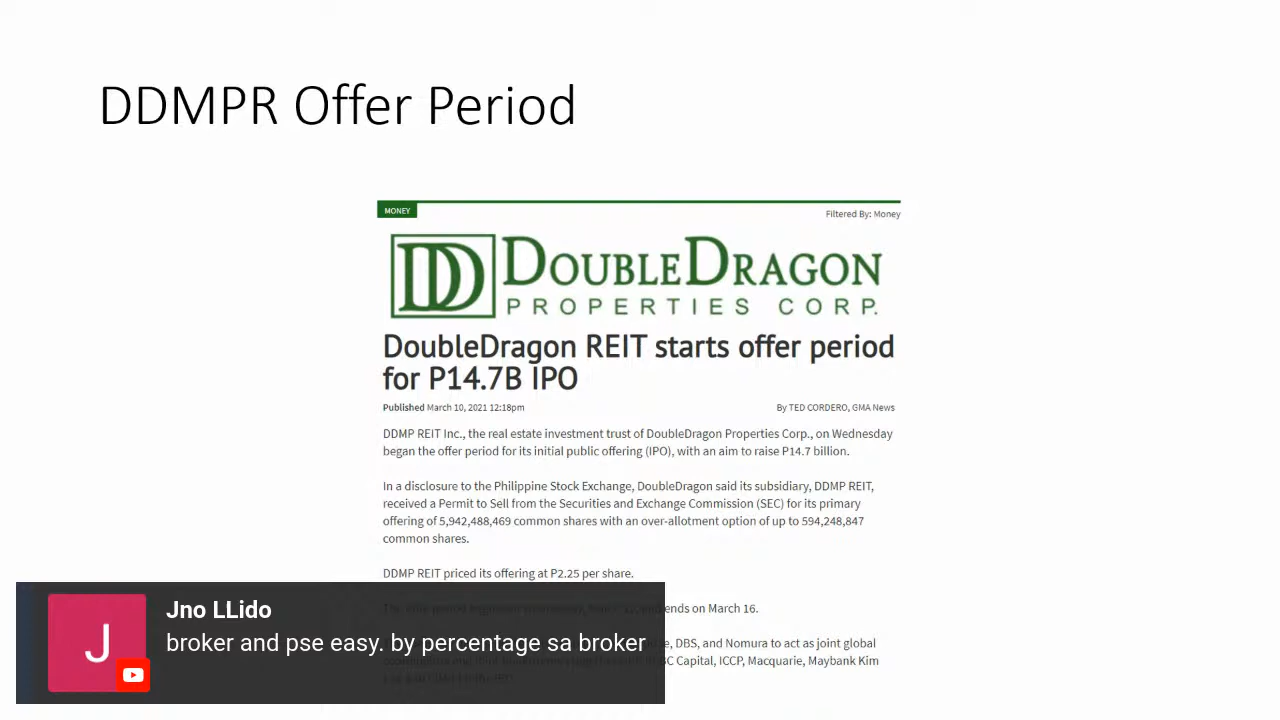 DDMPR Offer Period
MONEY
Filtered By: Money
DD DOUBLEDRAGON
PROPERTIES CORP.
DoubleDragon REIT starts offer period
for P14.7B IPO
Published March 10, 2021 12:18pm
By TED CORDERO, GMA News
DDMP REIT Inc., the real estate investment trust of DoubleDragon Properties Corp., on Wednesday
began the offer period for its initial public offering (IPO), with an aim to raise P14.7 billion.
In a disclosure to the Philippine Stock Exchange, DoubleDragon said its subsidiary, DDMP REIT,
received a Permit to Sell from the Securities and Exchange Commission (SEC) for its primary
offering of 5,942,488,469 common shares with an over-allotment option of up to 594,248,847
common shares.
DDMP REIT priced its offering at P2.25 per share.
ends on March 16.
DBS, and Nomura to act as joint global
Capital, ICCP, Macquarie, Maybank Kim
J
Jno LLido
broker and pse easy. by percentage sa broker